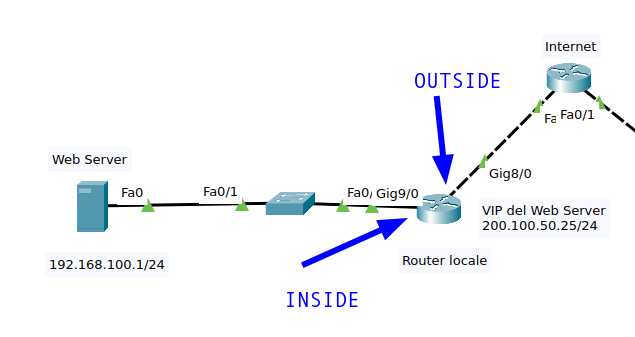 Internet
OUTSIDE
Fa Fa0/1
Web Server
Gig8/0
Fa0
Fa0/1
Fa0/ Gig9/0
VIP del Web Server
200.100.50.25/24
192.168.100.1/24
Router locale
INSIDE